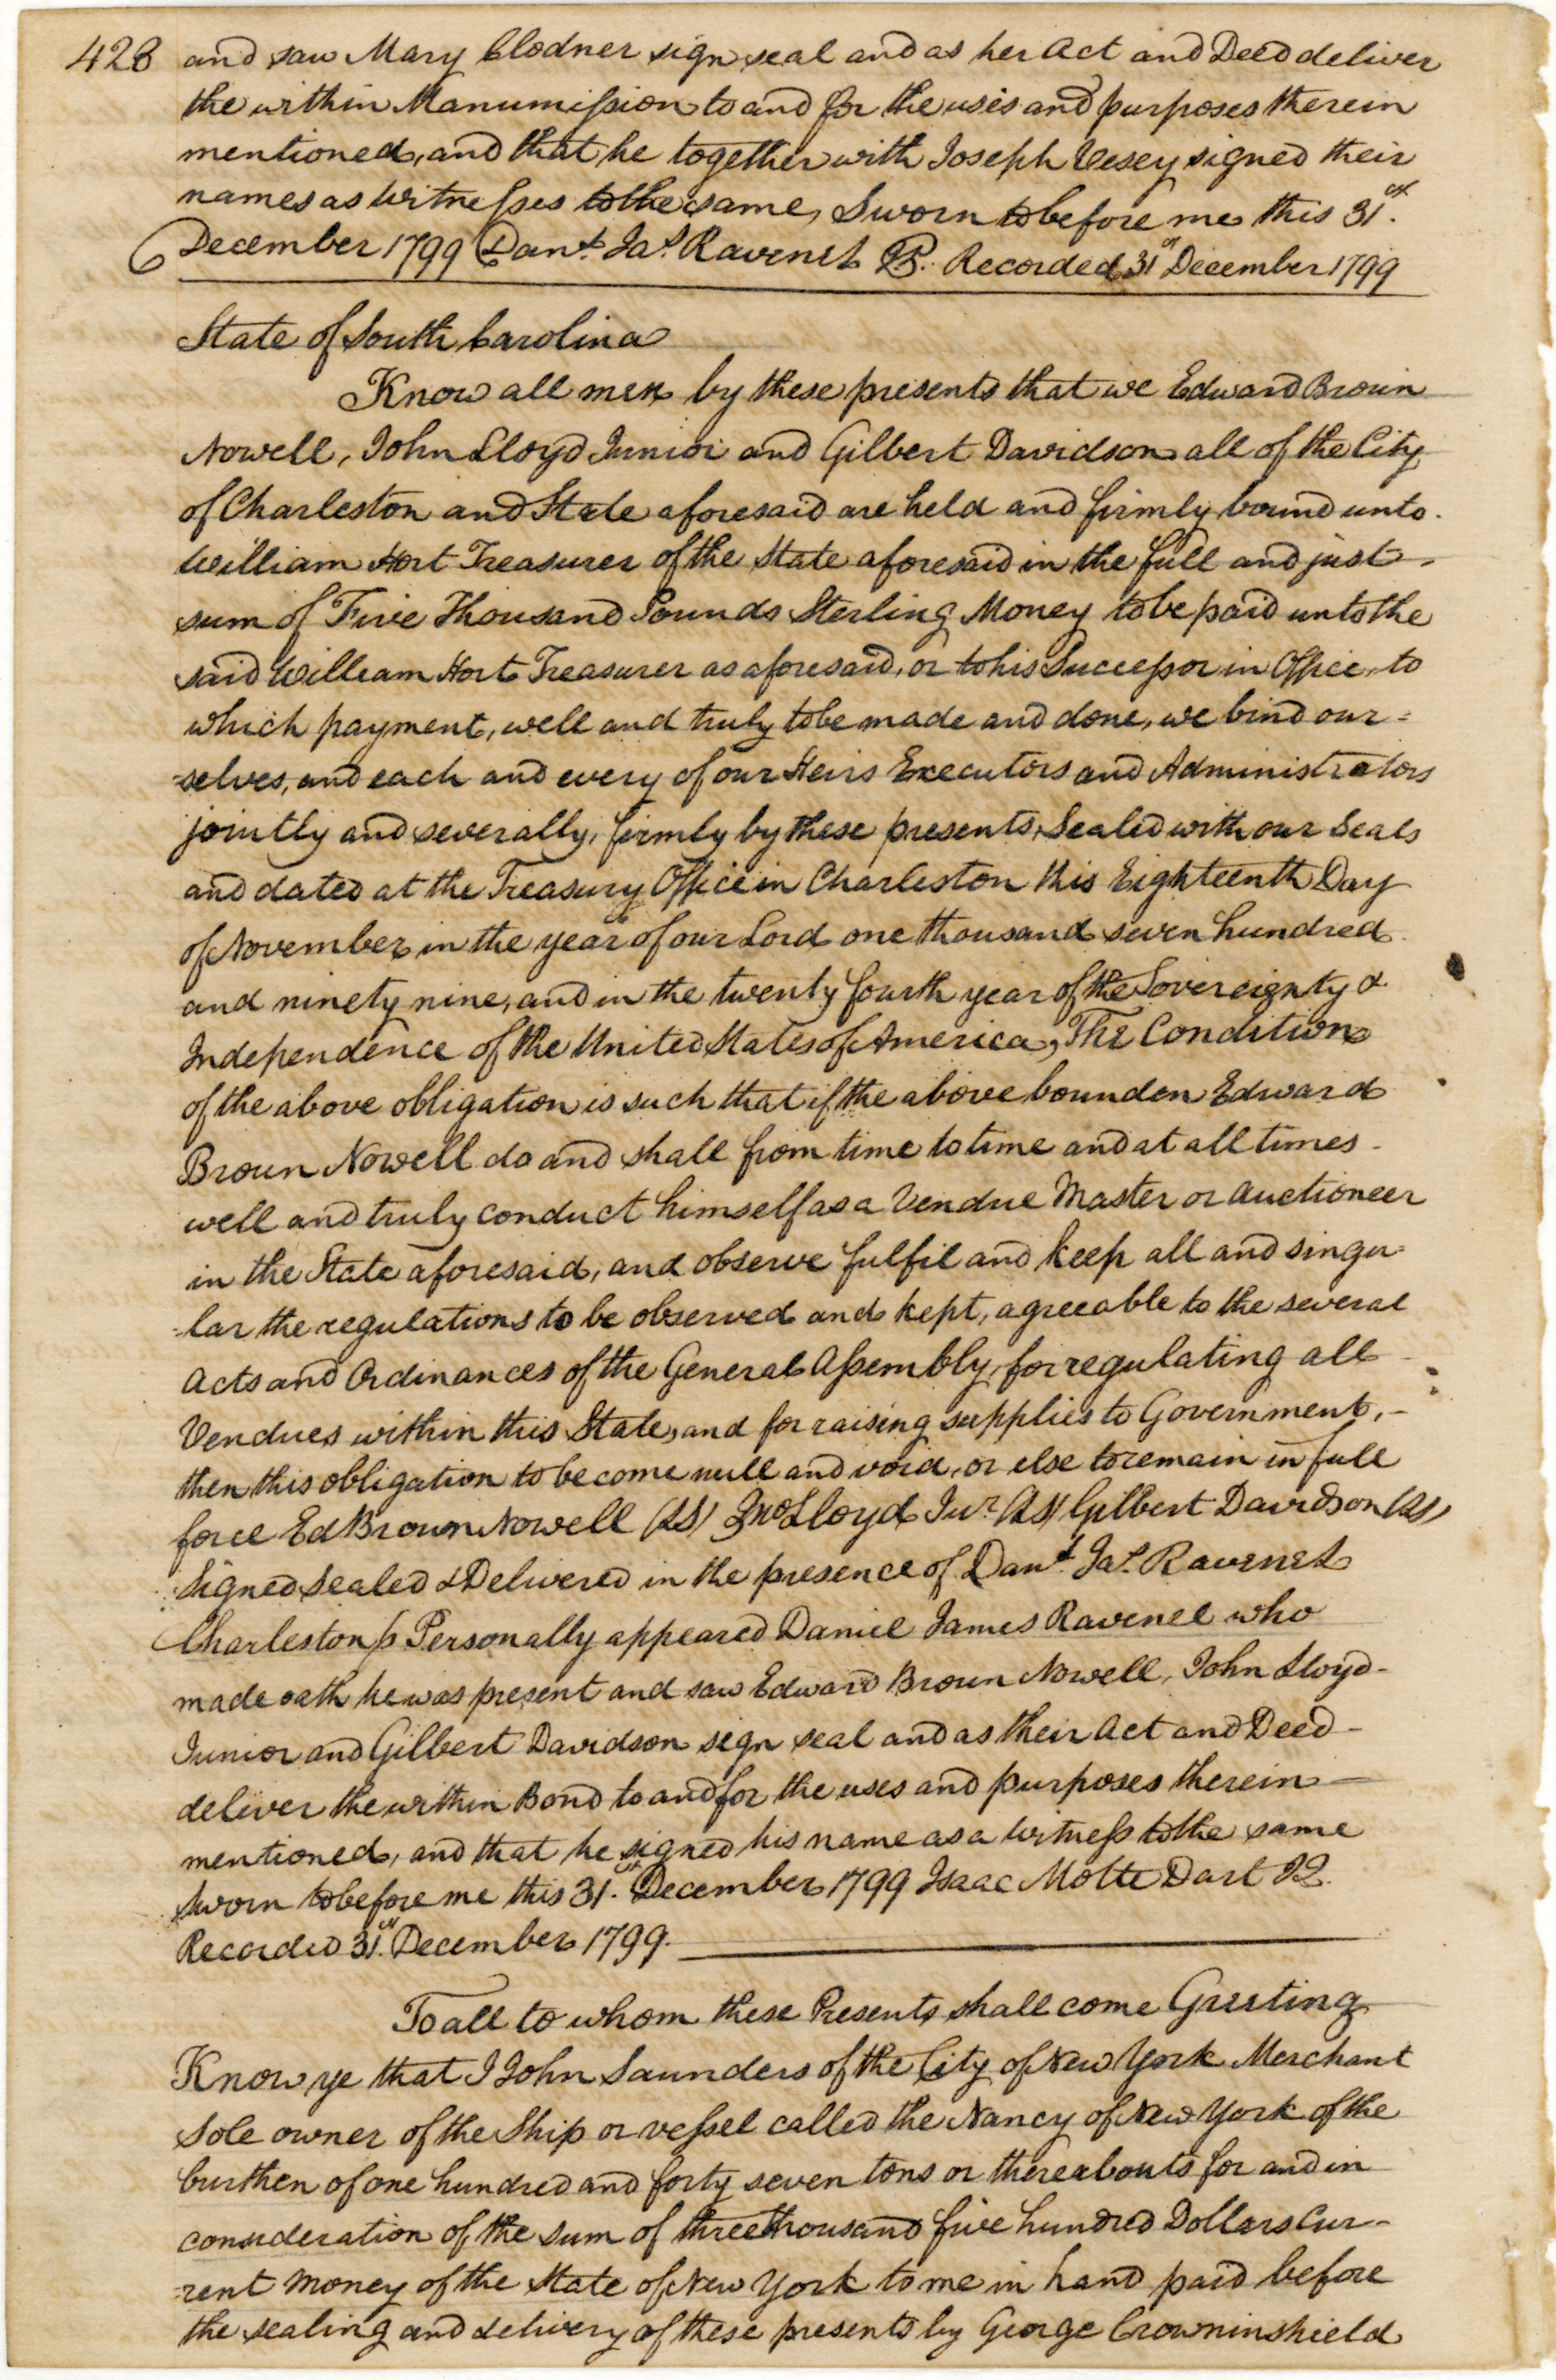 428 and saw Mary Clodner sign seal and as her Act and Deed deliver
the within Manumission to and for the uses and purposes therein
mentioned, and that he together with Joseph Vesey signed their
names as Witnesses to the same, Sworn to before me this 31st.
December 1799 Danl. Jas. Ravenel Recorded 31st December 1799
State of South Carolina
Know all men by these presents that we Edward Broun
Nowell, John Lloyd Junior and Gilbert Davidson all of the City
of Charleston and State aforesaid are held and firmly bound unto
William Hort Treasurer of the State aforesaid in the full and just
sum of Five Thousand Pounds Sterling Money to be paid unto the
said William Hort Treasurer as aforesaid, or to his Successor in Office, to
which payment, well and truly to be made and done, we bind our=
-selves, and each and every of our Heirs Executors and Administrators
jointly and severally, firmly by these presents, Sealed with our Seals
and dated at the Treasury Office in Charleston this Eighteenth Day
of November in the year of our Lord one thousand seven hundred
and ninety nine, and in the twenty fourth year of the Sovereignty &
Independence of the United States of America, The Condition
of the above obligation is such that if the above bounden Edward
Broun Nowell do and shall from time to time and at all times
well and truly conduct himself as a Vendue Master or Auctioneer
in the State aforesaid, and observe fulfil and keep all and singu-
-lar the regulations to be observed and kept, agreeable to the several
Acts and Ordinances of the General Assembly, for regulating all
Vendues within this State, and for raising supplies to Government, -
then this obligation to become null and void, or else to remain in full
force Ed Broun Nowell (LS) Jno Lloyd Junr. (LS) Gilbert Davidson (LS)
Signed Sealed & Delivered in the presence of Danl. Jas. Ravenel
Charleston ss Personally appeared Daniel James Ravenel who
made oath he was present and saw Edward Broun Nowell, John Lloyd
Junior and Gilbert Davidson sign seal and as their Act and Deed
deliver the within Bond to and for the uses and purposes therein
mentioned, and that he signed his name as a Witness to the same
Sworn to before me this 31st. December 1799 Isaac Motte Dart JQ
Recorded 31st. December 1799.
To all to whom these Presents shall come Greeting
Know ye that I John Saunders of the City of New York Merchant
Sole owner of the Ship or vessel called the Nancy of New York of the
burthen of one hundred and forty seven tons or thereabouts for and in
consideration of the sum of three thousand five hundred Dollars Cur-
-rent money of the State of New York to me in hand paid before
the sealing and delivery of these presents by George Crowninshield